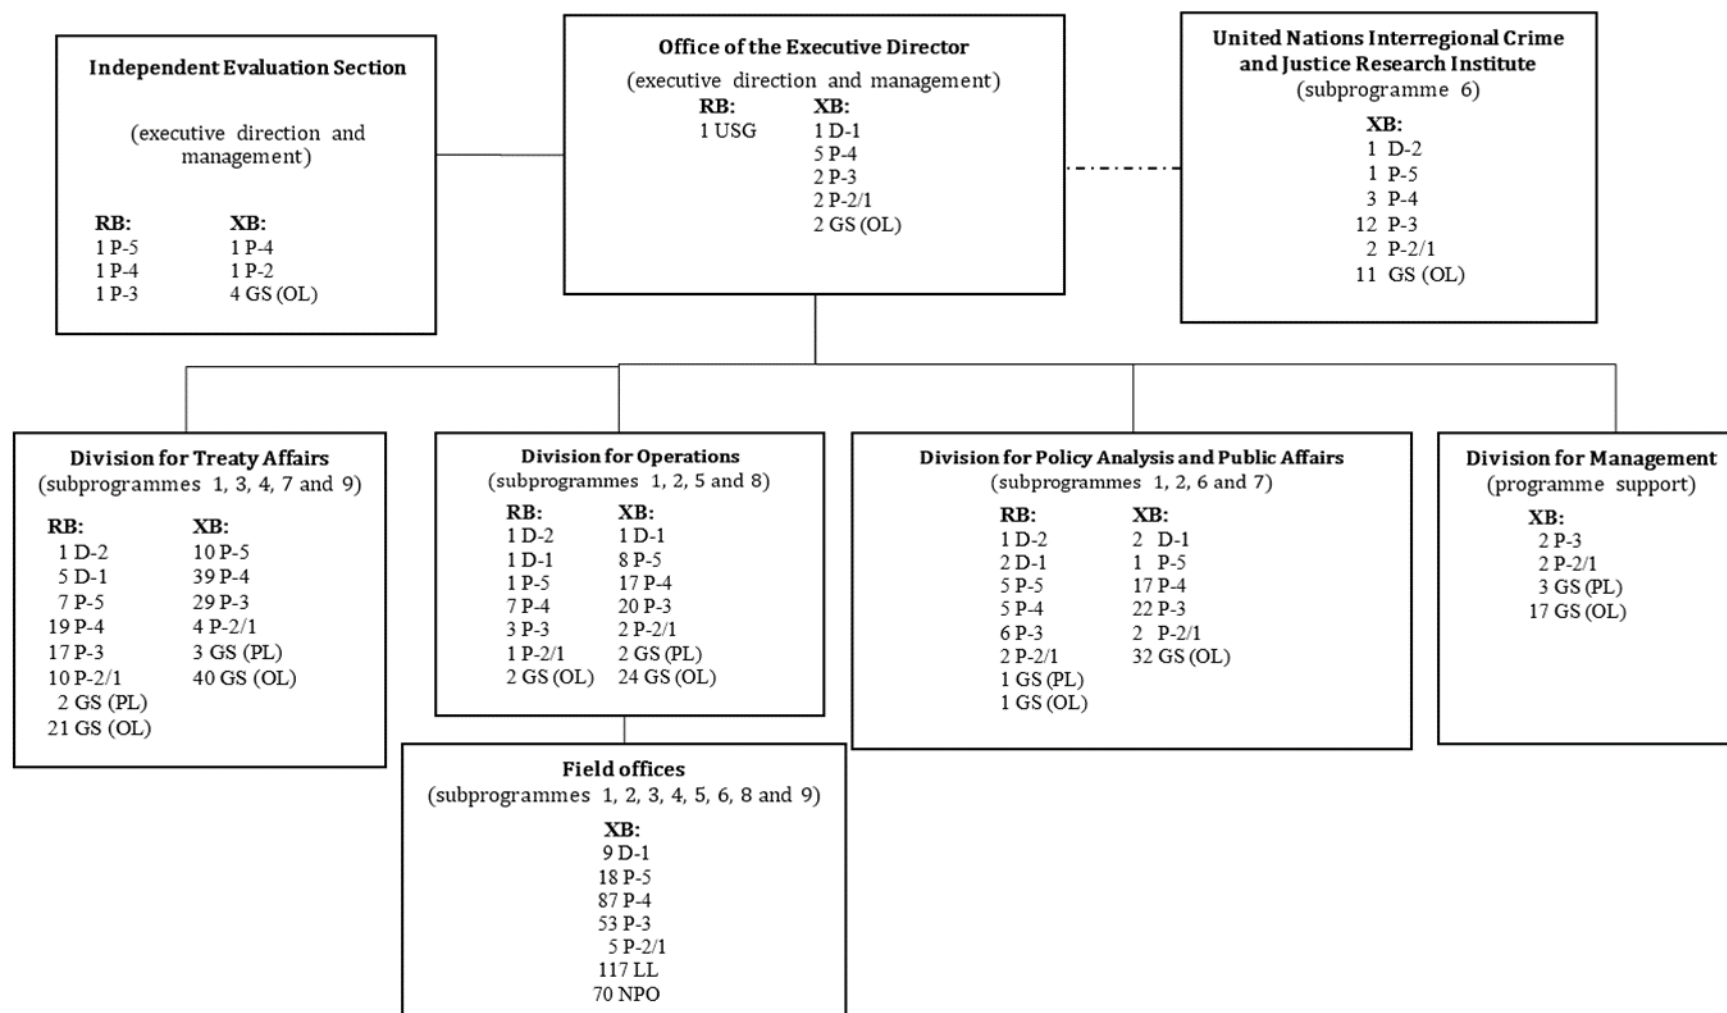 Independent Evaluation Section
(executive direction and
management)
RB:
1 P-5
1 P-4
1 P-3
XB:
1 P-4
1 P-2
4 GS (OL)
Office of the Executive Director
(executive direction and management)
RB:
1 USG
XB:
1 D-1
5 P-4
2 P-3
2 P-2/1
2 GS (OL)
United Nations Interregional Crime
and Justice Research Institute
(subprogramme 6)
XB:
1 D-2
1 P-5
3 P-4
12 P-3
2 P-2/1
11 GS (OL)
Division for Treaty Affairs
(subprogrammes 1, 3, 4, 7 and 9)
RB:
1 D-2
5 D-1
7 P-5
19 P-4
17 P-3
10 P-2/1
2 GS (PL)
21 GS (OL)
XB:
10 P-5
39 P-4
29 P-3
4 P-2/1
3 GS (PL)
40 GS (OL)
Division for Operations
(subprogrammes 1, 2, 5 and 8)
RB:
1 D-2
1 D-1
1 P-5
7 P-4
3 P-3
1 P-2/1
2 GS (OL)
XB:
1 D-1
8 P-5
17 P-4
20 P-3
2 P-2/1
2 GS (PL)
24 GS (OL)
Division for Policy Analysis and Public Affairs
(subprogrammes 1, 2, 6 and 7)
RB:
1 D-2
2 D-1
5 P-5
5 P-4
6 P-3
2 P-2/1
1 GS (PL)
1 GS (OL)
XB:
2 D-1
1 P-5
17 P-4
22 P-3
2 P-2/1
32 GS (OL)
Division for Management
(programme support)
XB:
2 P-3
2 P-2/1
3 GS (PL)
17 GS (OL)
Field offices
(subprogrammes 1, 2, 3, 4, 5, 6, 8 and 9)
XB:
9 D-1
18 P-5
87 P-4
53 P-3
5 P-2/1
117 LL
70 NPO